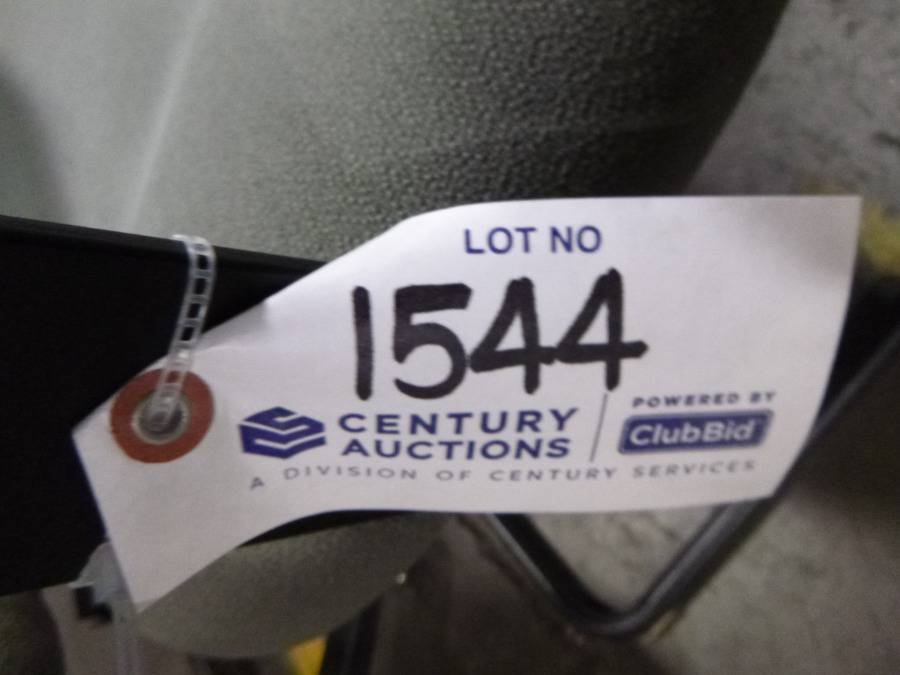 LOT NO
1544
CENTURY AUCTIONS
POWERED BY
ClubBid
A DIVISION OF CENTURY SERVICES